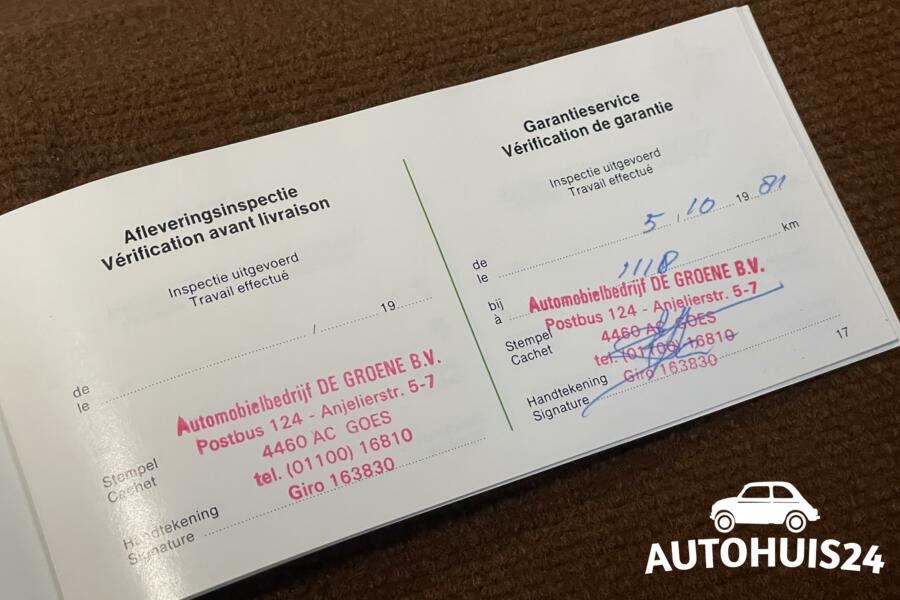 Afleveringsinspectie
Vérification avant livraison
Inspectie uitgevoerd
Travail effectué
de
le
/ 19
Automobielbedrijf DE GROENE B.V.
Postbus 124 - Anjelierstr. 5-7
4460 AC GOES
tel. (01100) 16810
Giro 163830
Stempel
Cachet
Handtekening
Signature
Garantieservice
Vérification de garantie
Inspectie uitgevoerd
Travail effectué
de
le
5 / 10 19 81
bij
à
1118 km
Automobielbedrijf DE GROENE B.V.
Postbus 124 - Anjelierstr. 5-7
4460 AC GOES
tel. (01100) 16810
Giro 163830
Stempel
Cachet
Handtekening
Signature
17
AUTOHUIS24